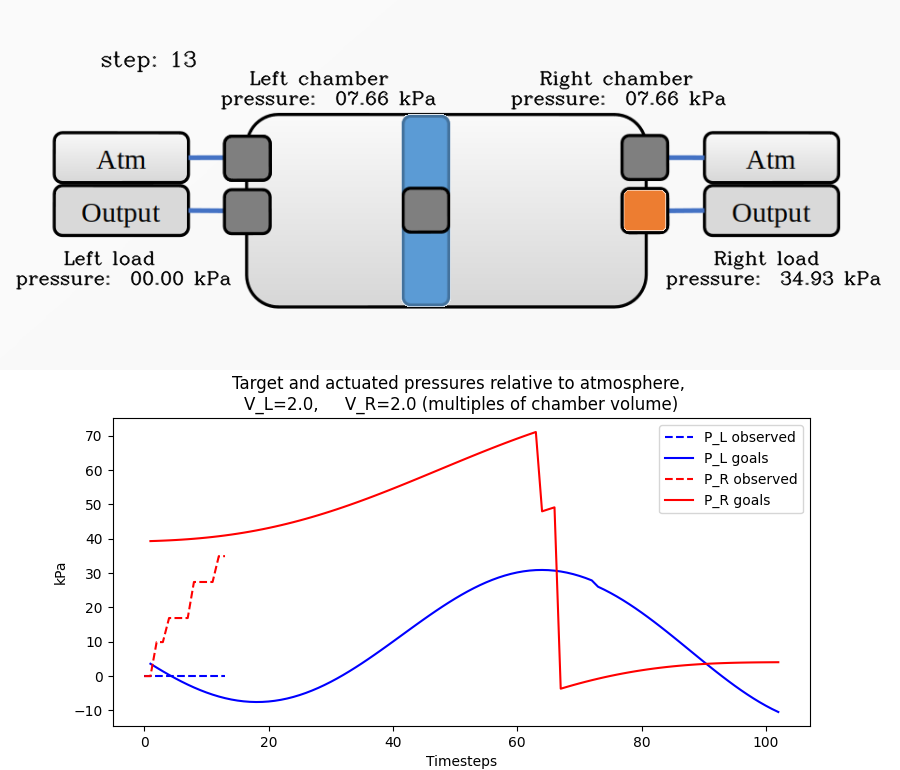 step: 13
Left chamber
pressure: 07.66 kPa
Right chamber
pressure: 07.66 kPa
Atm
Output
Atm
Output
Left load
pressure: 00.00 kPa
Right load
pressure: 34.93 kPa
Target and actuated pressures relative to atmosphere,
V_L=2.0, V_R=2.0 (multiples of chamber volume)
P_L observed
P_L goals
P_R observed
P_R goals
kPa
70
60
50
40
30
20
10
0
−10
0 20 40 60 80 100
Timesteps